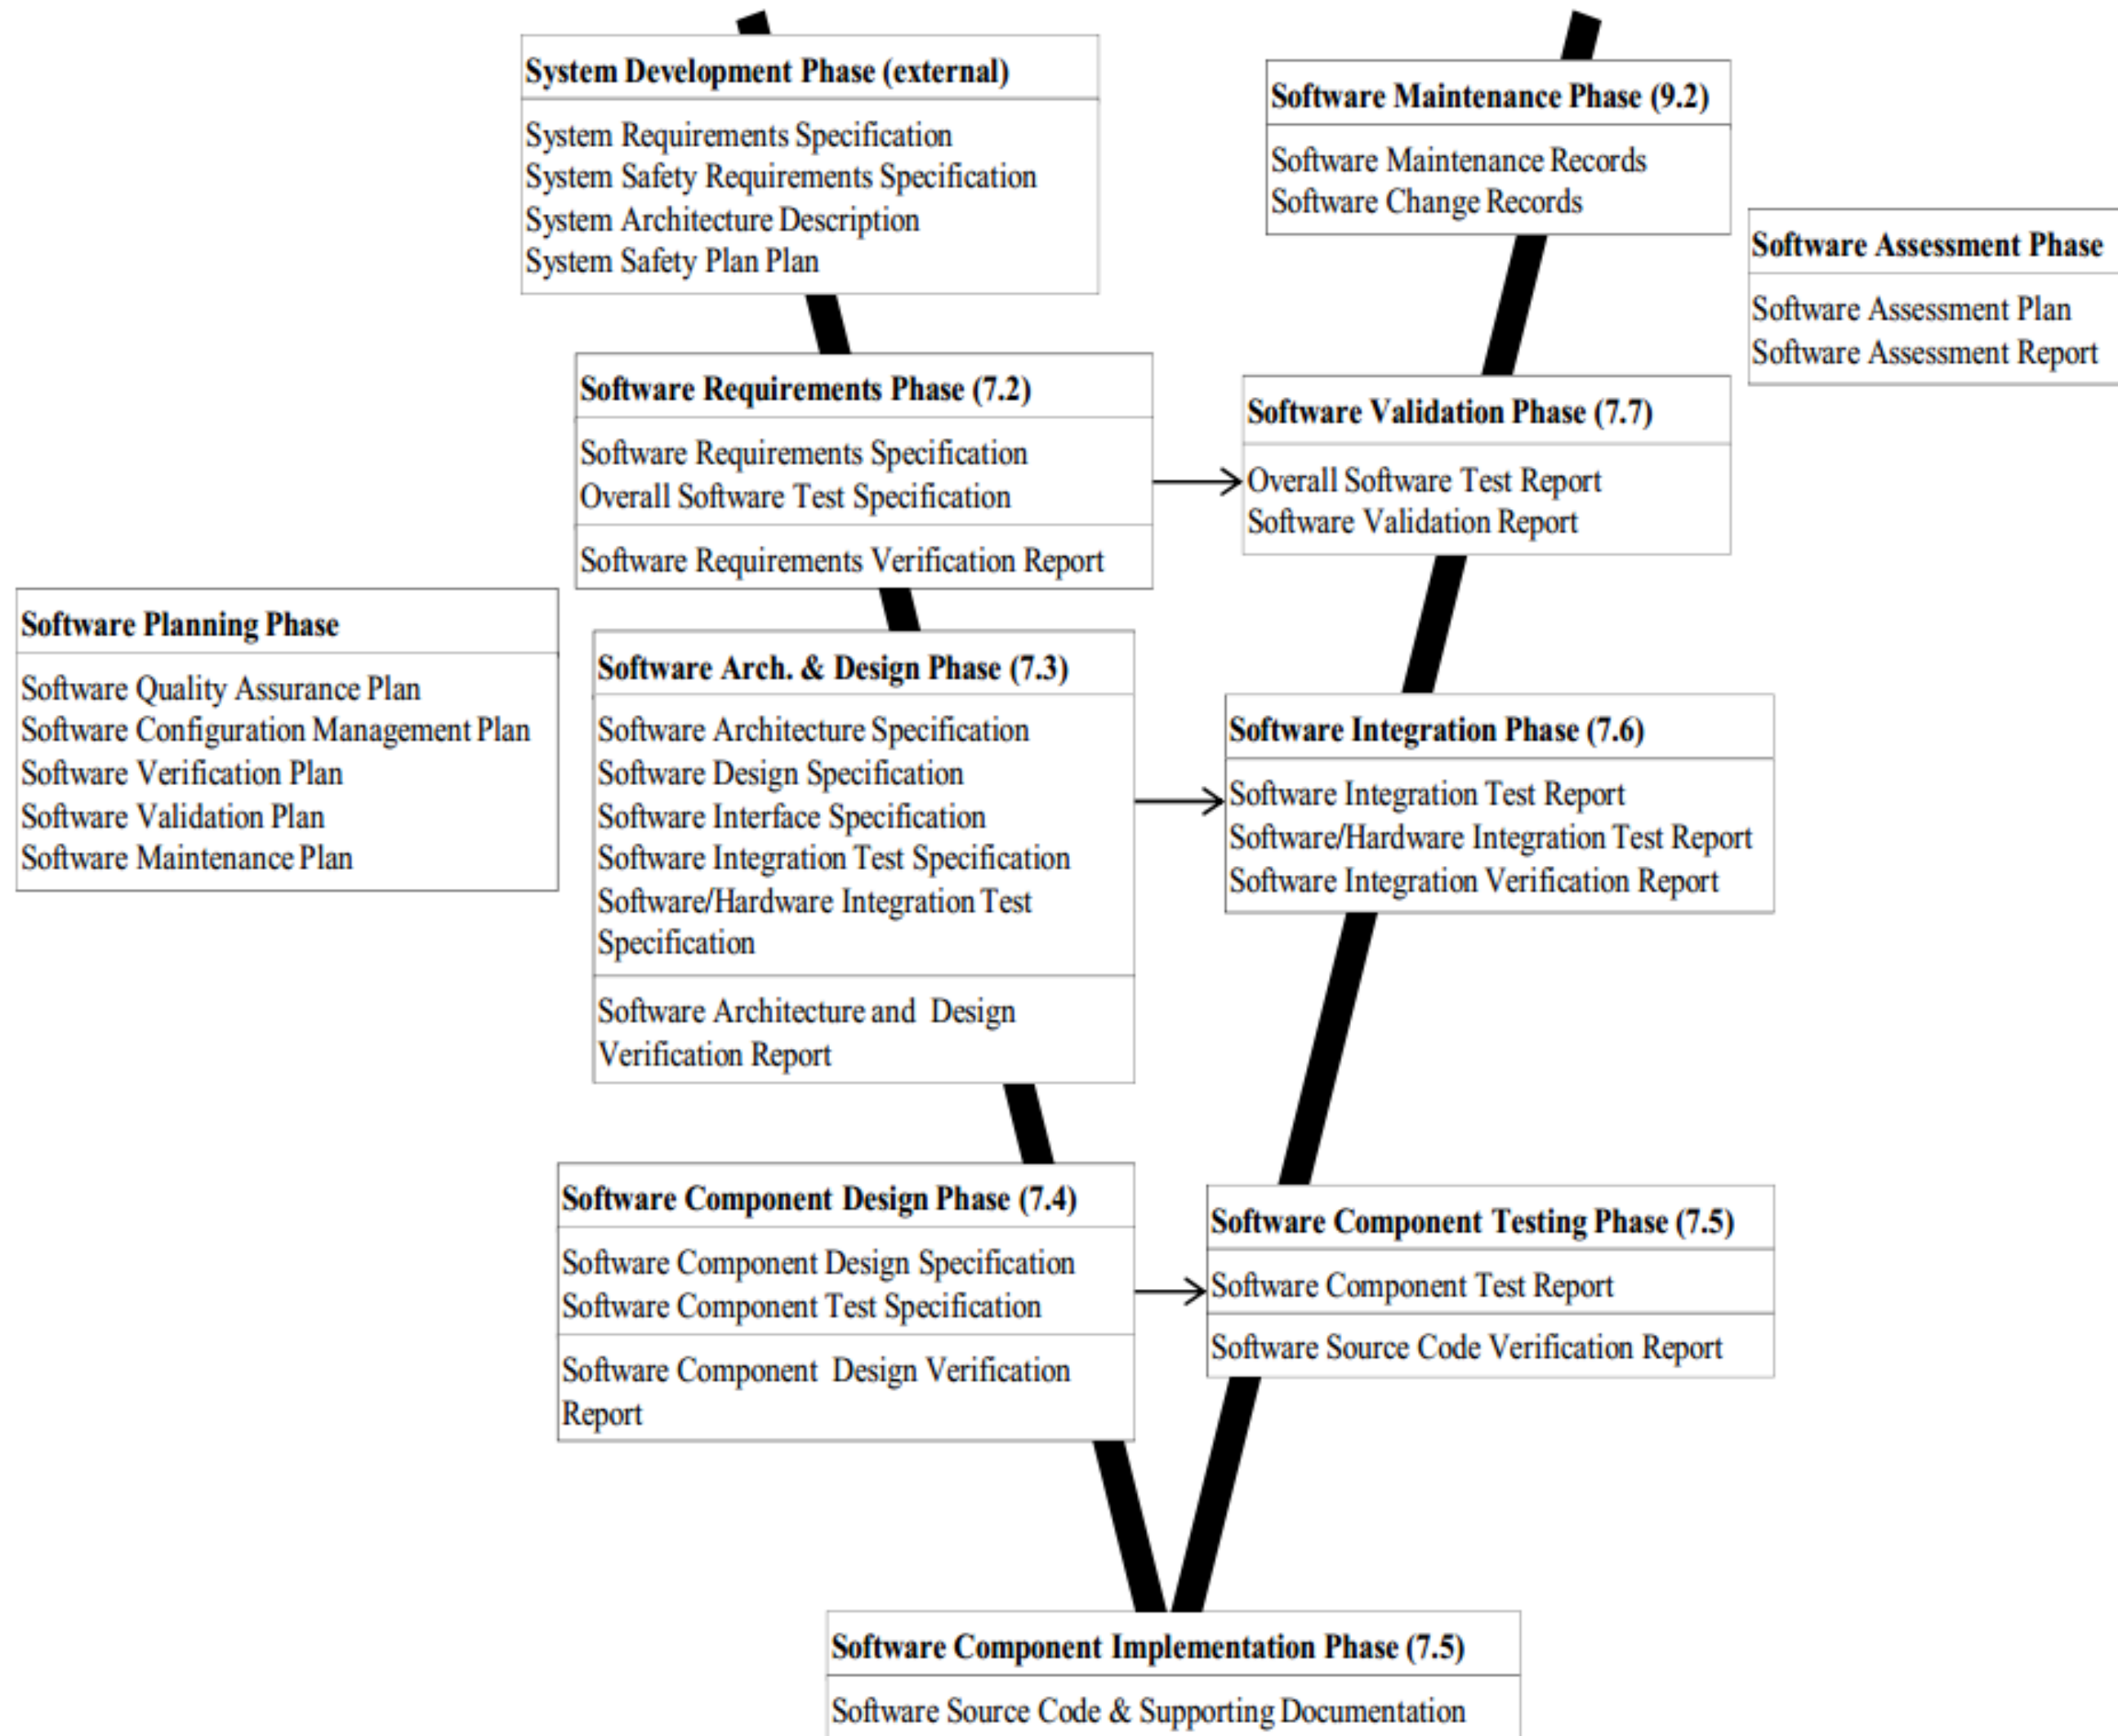 System Development Phase (external)
System Requirements Specification
System Safety Requirements Specification
System Architecture Description
System Safety Plan Plan
Software Maintenance Phase (9.2)
Software Maintenance Records
Software Change Records
Software Assessment Phase
Software Assessment Plan
Software Assessment Report
Software Requirements Phase (7.2)
Software Requirements Specification
Overall Software Test Specification
Software Requirements Verification Report
Software Validation Phase (7.7)
Overall Software Test Report
Software Validation Report
Software Planning Phase
Software Quality Assurance Plan
Software Configuration Management Plan
Software Verification Plan
Software Validation Plan
Software Maintenance Plan
Software Arch. & Design Phase (7.3)
Software Architecture Specification
Software Design Specification
Software Interface Specification
Software Integration Test Specification
Software/Hardware Integration Test
Specification
Software Architecture and Design
Verification Report
Software Integration Phase (7.6)
Software Integration Test Report
Software/Hardware Integration Test Report
Software Integration Verification Report
Software Component Design Phase (7.4)
Software Component Design Specification
Software Component Test Specification
Software Component Design Verification
Report
Software Component Testing Phase (7.5)
Software Component Test Report
Software Source Code Verification Report
Software Component Implementation Phase (7.5)
Software Source Code & Supporting Documentation